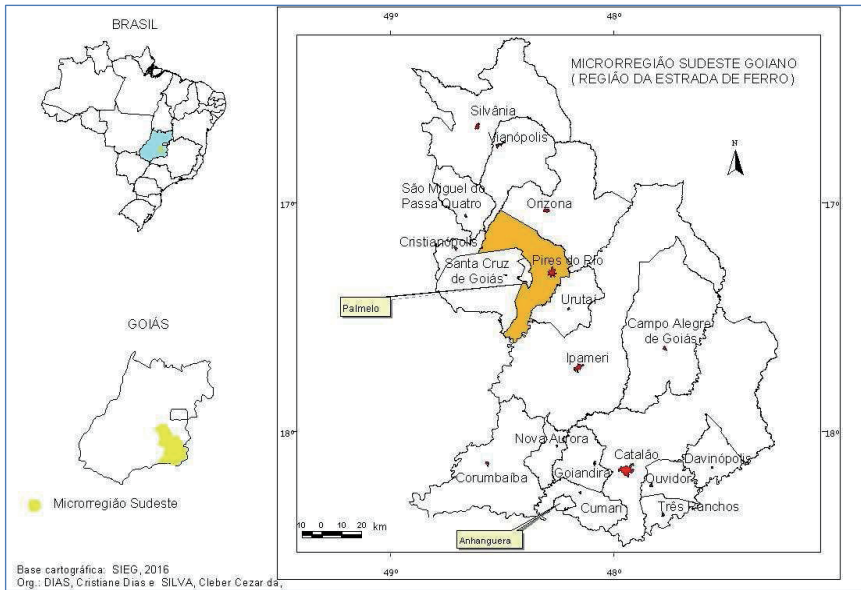 BRASIL
GOIÁS
Microrregião Sudeste
Base cartográfica: SIEG, 2016
Org.: DIAS, Cristiane Dias e SILVA, Cleber Cezar da,
49°
48°
MICRORREGIÃO SUDESTE GOIANO
( REGIÃO DA ESTRADA DE FERRO )
N
Silvânia
Vianópolis
17°
17°
São Miguel do
Passa Quatro
Orizona
Cristianópolis
Santa Cruz
de Goiás
Pires do Rio
Palmelo
Urutaí
Campo Alegre
de Goiás
Ipameri
18°
18°
Nova Aurora
Catalão
Davinópolis
Corumbaíba
Goiandira
Ouvidor
Cumari
Três Ranchos
10 0 10 20 km
Anhanguera
49°
48°